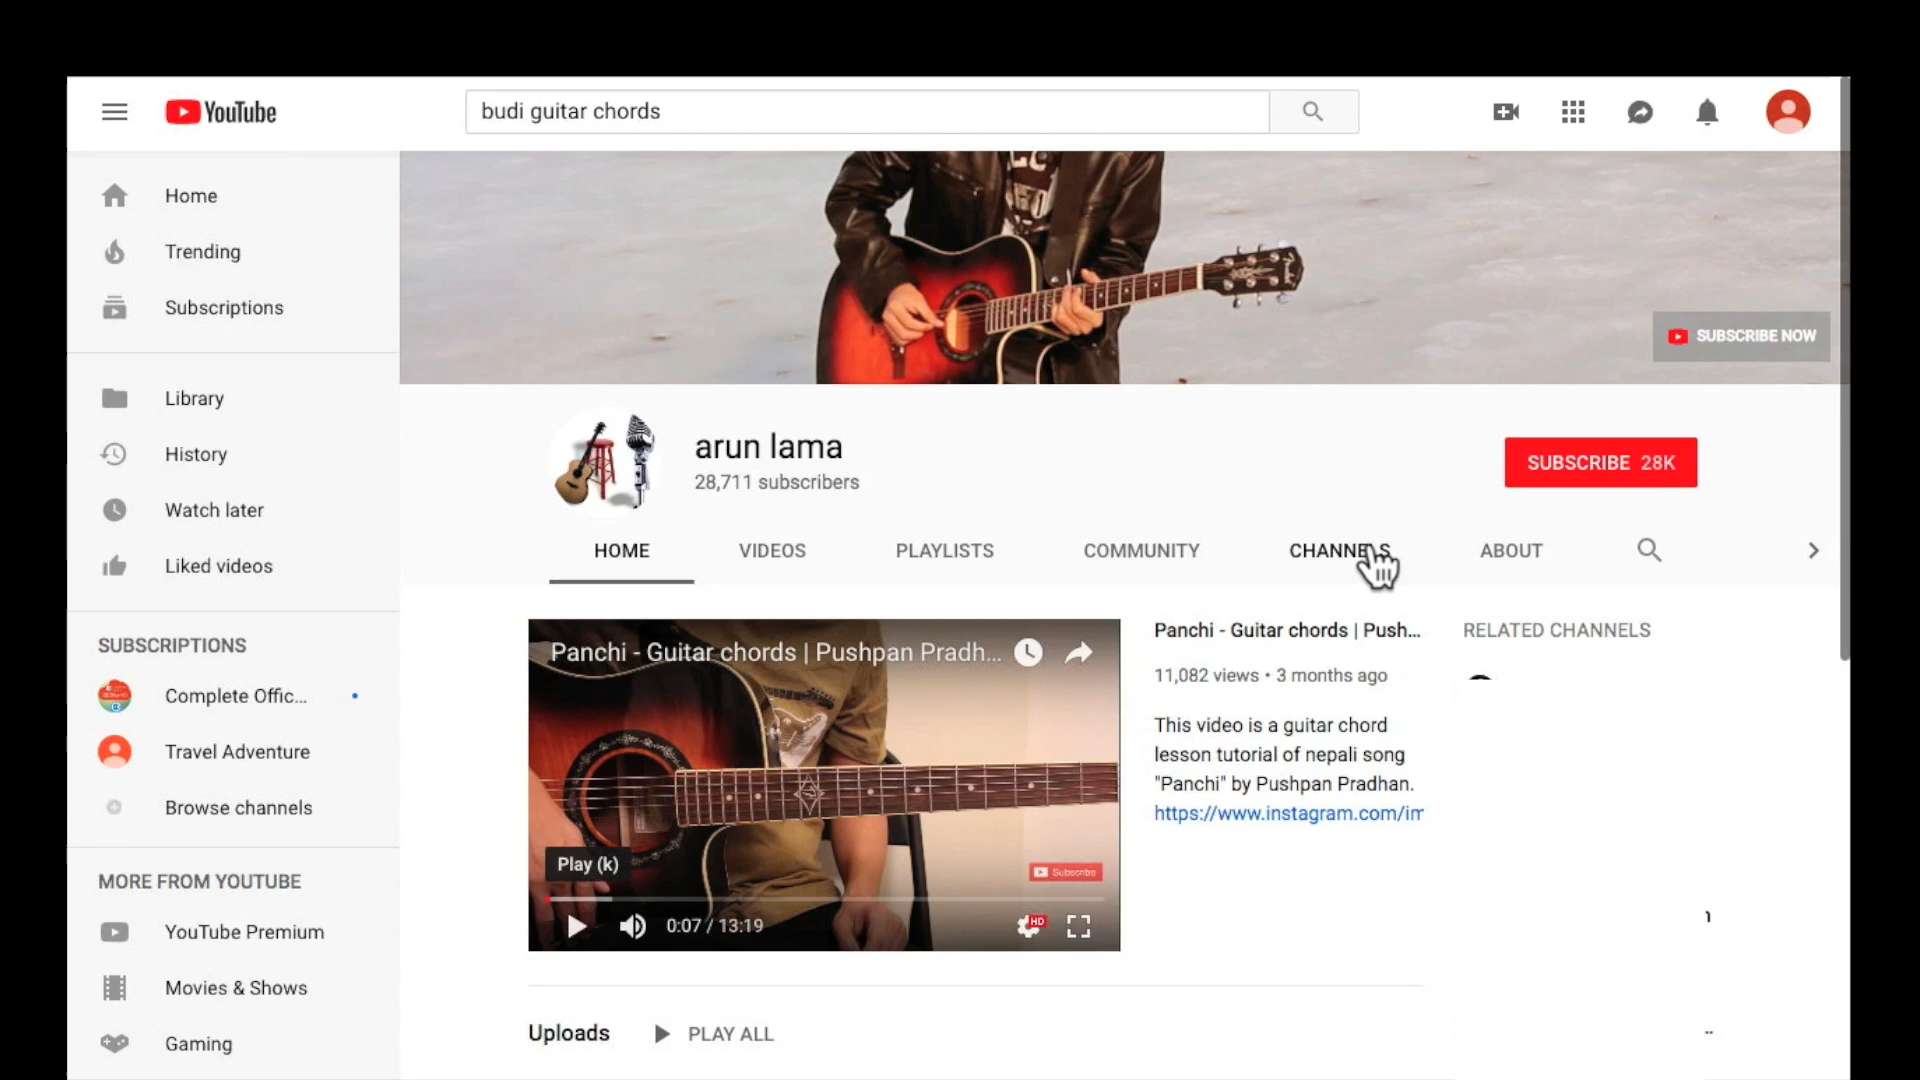 YouTube
budi guitar chords
Home
Trending
Subscriptions
Library
History
Watch later
Liked videos
SUBSCRIPTIONS
Complete Offic...
Travel Adventure
Browse channels
MORE FROM YOUTUBE
YouTube Premium
Movies & Shows
Gaming
SUBSCRIBE NOW
arun lama
28,711 subscribers
SUBSCRIBE 28K
HOME VIDEOS PLAYLISTS COMMUNITY CHANNELS ABOUT
Panchi - Guitar chords | Pushpan Pradh...
Play (k)
Subscribe
0:07 / 13:19
HD
Panchi - Guitar chords | Push...
11,082 views • 3 months ago
This video is a guitar chord
lesson tutorial of nepali song
"Panchi" by Pushpan Pradhan.
https://www.instagram.com/im
RELATED CHANNELS
Uploads PLAY ALL